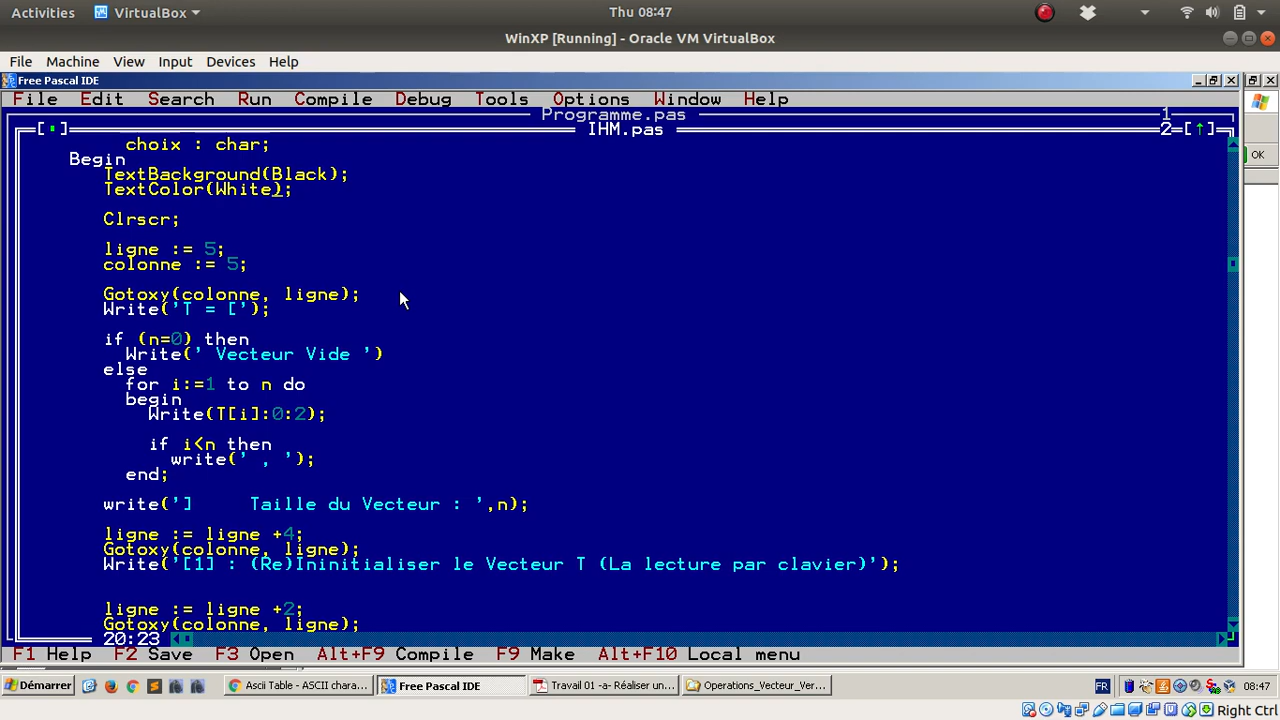 Activities VirtualBox Thu 08:47
WinXP [Running] - Oracle VM VirtualBox
File Machine View Input Devices Help
Free Pascal IDE
File Edit Search Run Compile Debug Tools Options Window Help
Programme.pas 1
IHM.pas 2
choix : char;
Begin
TextBackground(Black);
TextColor(White);
Clrscr;
ligne := 5;
colonne := 5;
Gotoxy(colonne, ligne);
Write('T = [');
if (n=0) then
Write(' Vecteur Vide ')
else
for i:=1 to n do
begin
Write(T[i]:0:2);
if i<n then
write(' , ');
end;
write(']     Taille du Vecteur : ',n);
ligne := ligne +4;
Gotoxy(colonne, ligne);
Write('[1] : (Re)Ininitialiser le Vecteur T (La lecture par clavier)');
ligne := ligne +2;
Gotoxy(colonne, ligne);
20:23
F1 Help F2 Save F3 Open Alt+F9 Compile F9 Make Alt+F10 Local menu
OK
Démarrer Ascii Table - ASCII chara... Free Pascal IDE Travail 01 -a- Réaliser un... Operations_Vecteur_Ver... FR 08:47
Right Ctrl